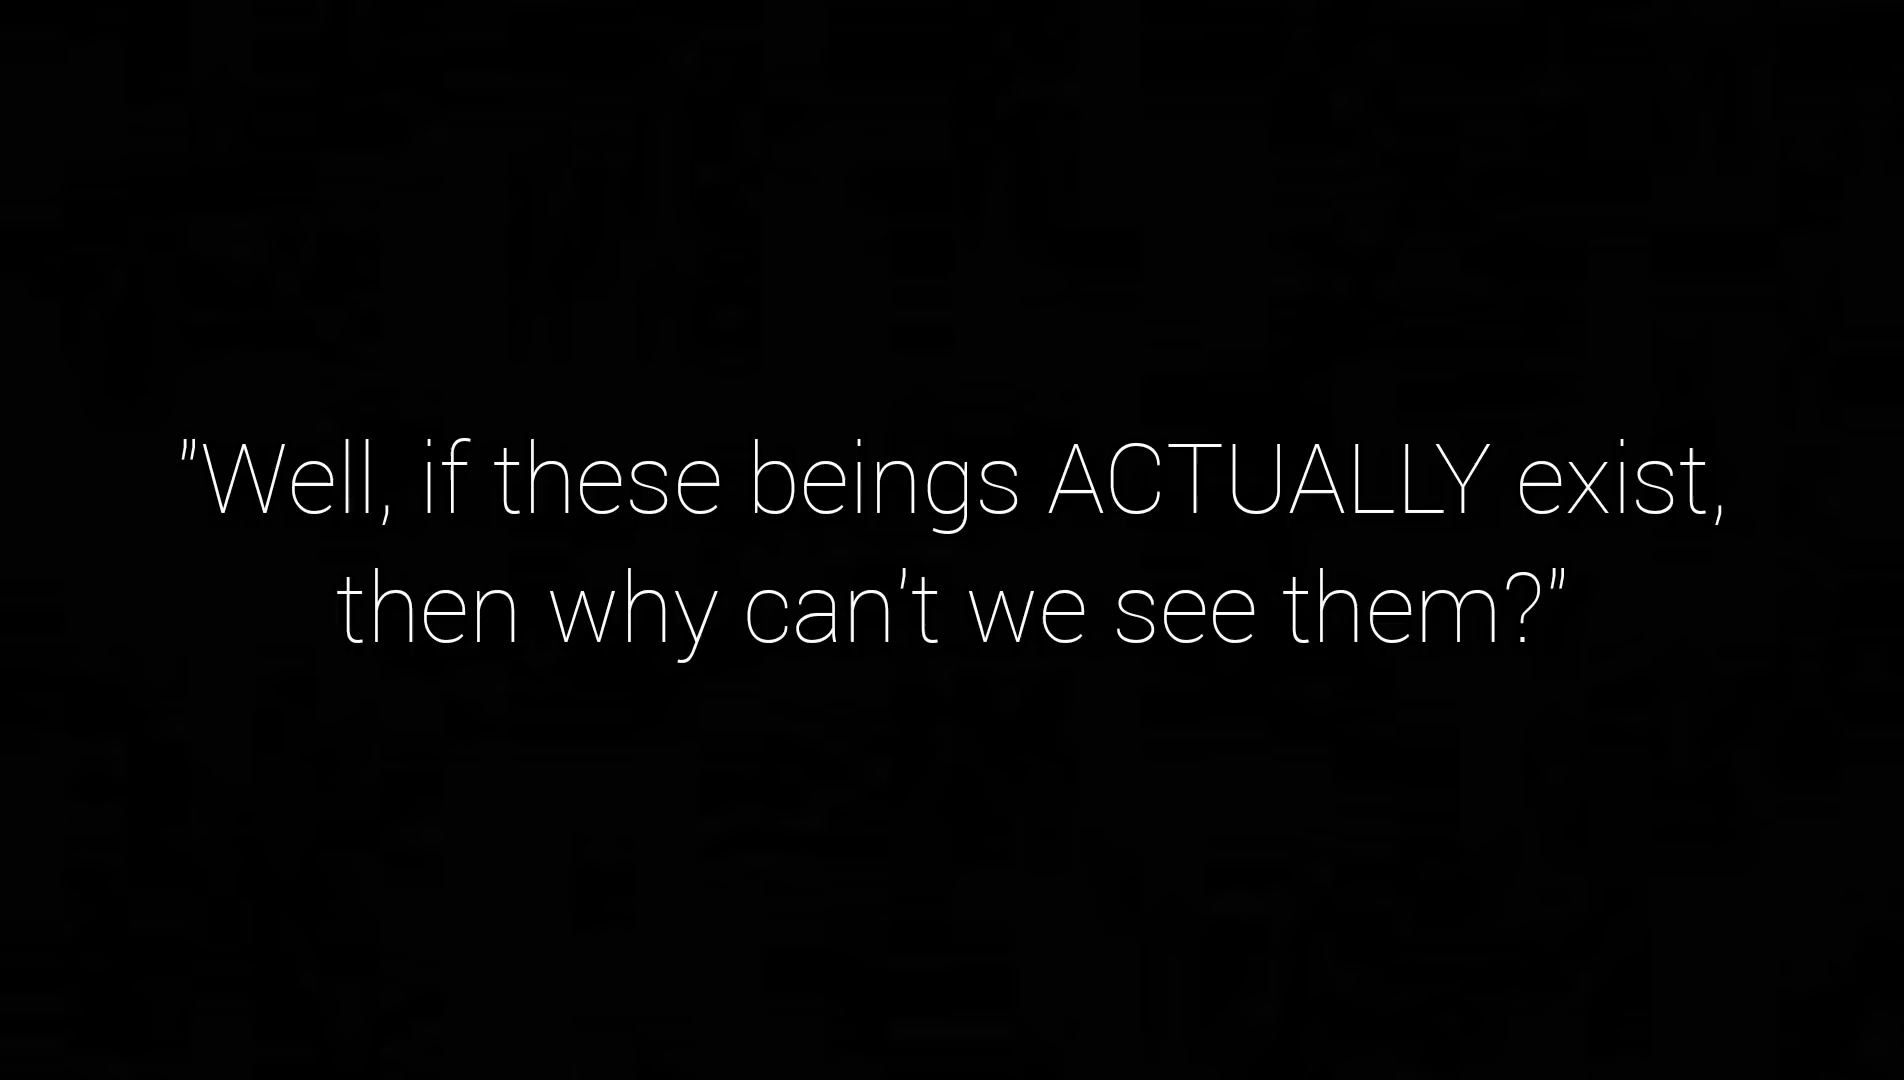 "Well, if these beings ACTUALLY exist,
then why can't we see them?"